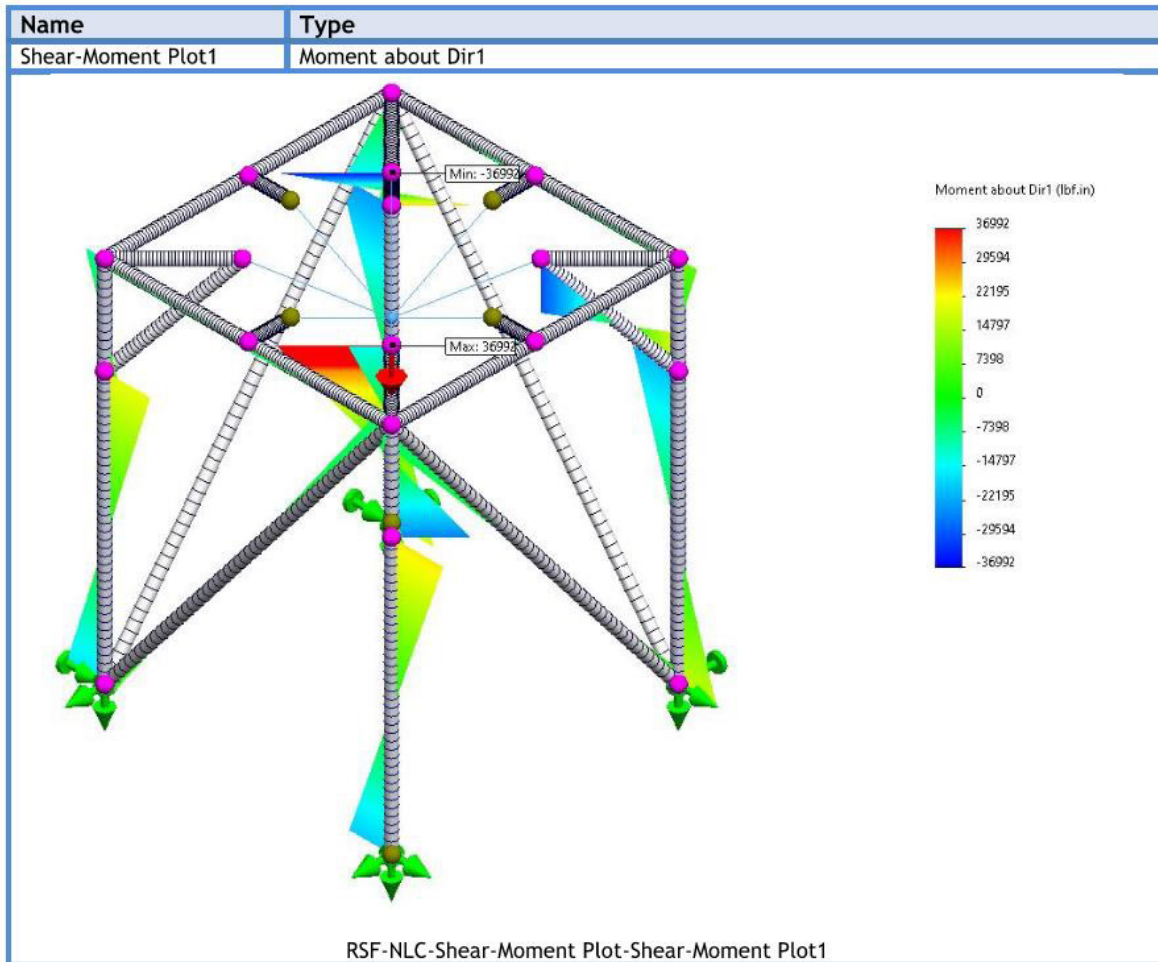 Name Type
Shear-Moment Plot1 Moment about Dir1
Min: -36992
Moment about Dir1 (lbf.in)
36992
29594
22195
14797
Max: 36992
7398
0
-7398
-14797
-22195
-29594
-36992
RSF-NLC-Shear-Moment Plot-Shear-Moment Plot1